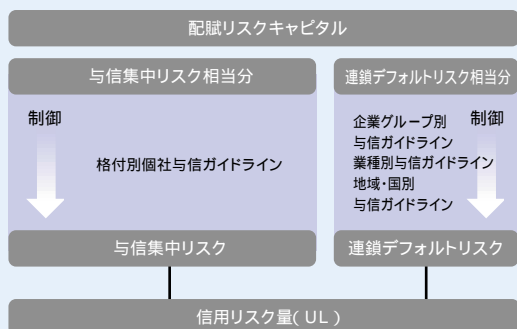 配賦リスクキャピタル
与信集中リスク相当分
連鎖デフォルトリスク相当分
制御
格付別個社与信ガイドライン
企業グループ別
与信ガイドライン
業種別与信ガイドライン
地域・国別
与信ガイドライン
制御
与信集中リスク
連鎖デフォルトリスク
信用リスク量(UL)